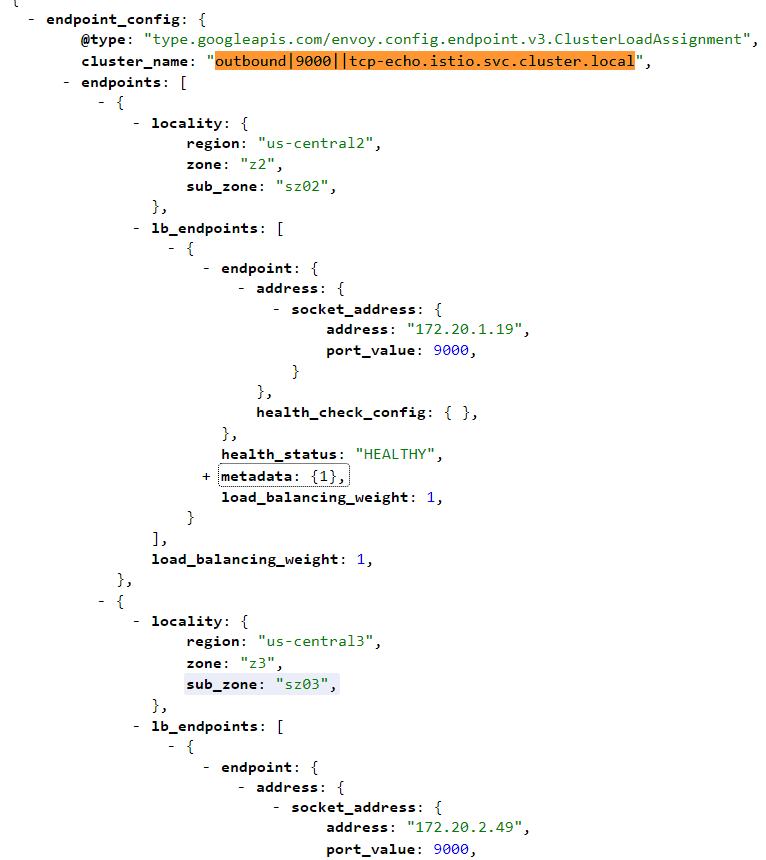 {
- endpoint_config: {
@type: "type.googleapis.com/envoy.config.endpoint.v3.ClusterLoadAssignment",
cluster_name: "outbound|9000||tcp-echo.istio.svc.cluster.local",
- endpoints: [
- {
- locality: {
region: "us-central2",
zone: "z2",
sub_zone: "sz02",
},
- lb_endpoints: [
- {
- endpoint: {
- address: {
- socket_address: {
address: "172.20.1.19",
port_value: 9000,
}
},
health_check_config: { },
},
health_status: "HEALTHY",
+ metadata: {1},
load_balancing_weight: 1,
}
],
load_balancing_weight: 1,
},
- {
- locality: {
region: "us-central3",
zone: "z3",
sub_zone: "sz03",
},
- lb_endpoints: [
- {
- endpoint: {
- address: {
- socket_address: {
address: "172.20.2.49",
port_value: 9000,